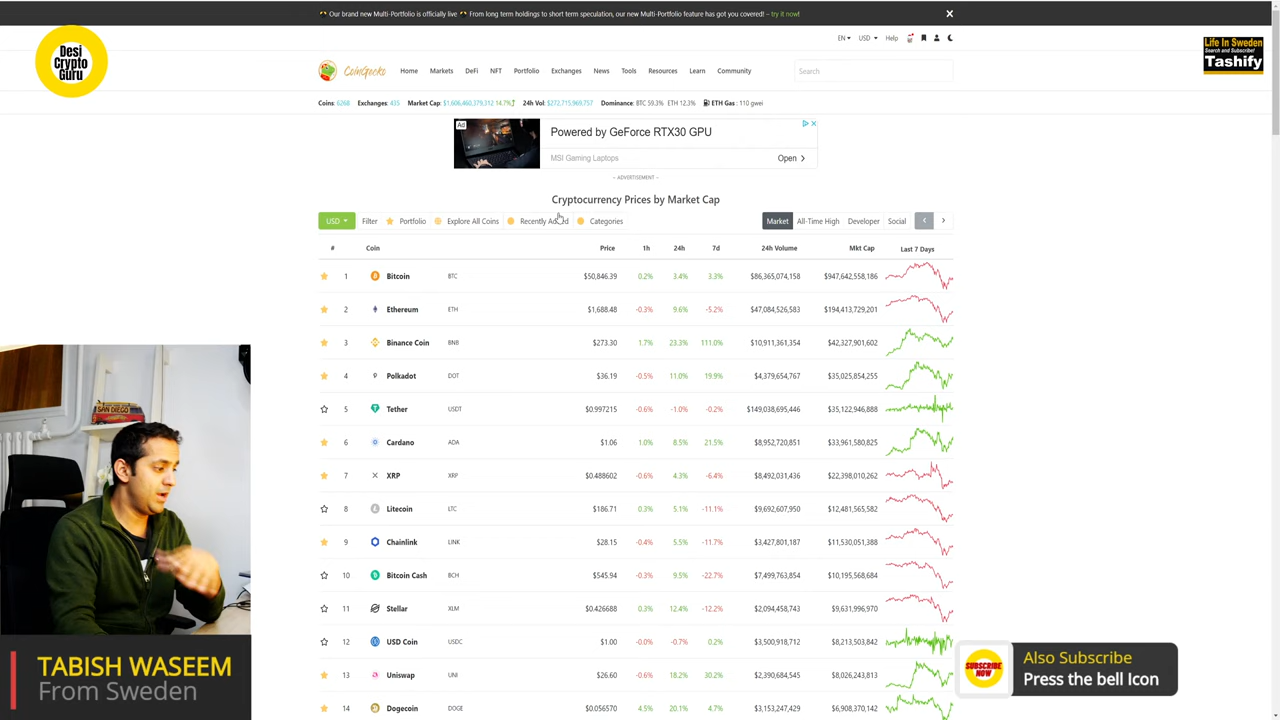 Our brand new Multi-Portfolio is officially live From long term holdings to short term speculation, our new Multi-Portfolio feature has got you covered! – try it now!
EN USD Help
Desi
Crypto
Guru
Life In Sweden
Search and Subscribe!
Tashify
CoinGecko Home Markets DeFi NFT Portfolio Exchanges News Tools Resources Learn Community Search
Coins: 6268 Exchanges: 435 Market Cap: $1,606,460,379,312 14.7% 24h Vol: $272,715,969,757 Dominance: BTC 59.3% ETH 12.3% ETH Gas: 110 gwei
Ad
Powered by GeForce RTX30 GPU
MSI Gaming Laptops Open
– ADVERTISEMENT –
Cryptocurrency Prices by Market Cap
USD Filter Portfolio Explore All Coins Recently Added Categories Market All-Time High Developer Social
# Coin Price 1h 24h 7d 24h Volume Mkt Cap Last 7 Days
1 Bitcoin BTC $50,846.39 0.2% 3.4% 3.3% $86,365,074,158 $947,642,558,186
2 Ethereum ETH $1,688.48 -0.3% 9.6% -5.2% $47,084,526,583 $194,413,729,201
3 Binance Coin BNB $273.30 1.7% 23.3% 111.0% $10,911,361,354 $42,327,901,602
4 Polkadot DOT $36.19 -0.5% 11.0% 19.9% $4,379,654,767 $35,025,854,255
5 Tether USDT $0.997215 -0.6% -1.0% -0.2% $149,038,695,446 $35,122,946,888
6 Cardano ADA $1.06 1.0% 8.5% 21.5% $8,952,720,851 $33,961,580,825
7 XRP XRP $0.488602 -0.6% 4.3% -6.4% $8,492,031,436 $22,398,010,262
8 Litecoin LTC $186.71 0.3% 5.1% -11.1% $9,692,607,950 $12,481,565,582
9 Chainlink LINK $28.15 -0.4% 5.5% -11.7% $3,427,801,187 $11,530,051,388
10 Bitcoin Cash BCH $545.94 -0.3% 9.5% -22.7% $7,499,763,854 $10,195,568,684
11 Stellar XLM $0.426688 0.3% 12.4% -12.2% $2,094,458,743 $9,631,996,970
12 USD Coin USDC $1.00 -0.0% -0.7% 0.2% $3,500,918,712 $8,213,503,842
13 Uniswap UNI $26.60 -0.6% 18.2% 30.2% $2,390,684,545 $8,026,243,813
14 Dogecoin DOGE $0.056570 4.5% 20.1% 4.7% $3,153,247,429 $6,908,370,142
SAN DIEGO
TABISH WASEEM
From Sweden
SUBSCRIBE
NOW
Also Subscribe
Press the bell Icon